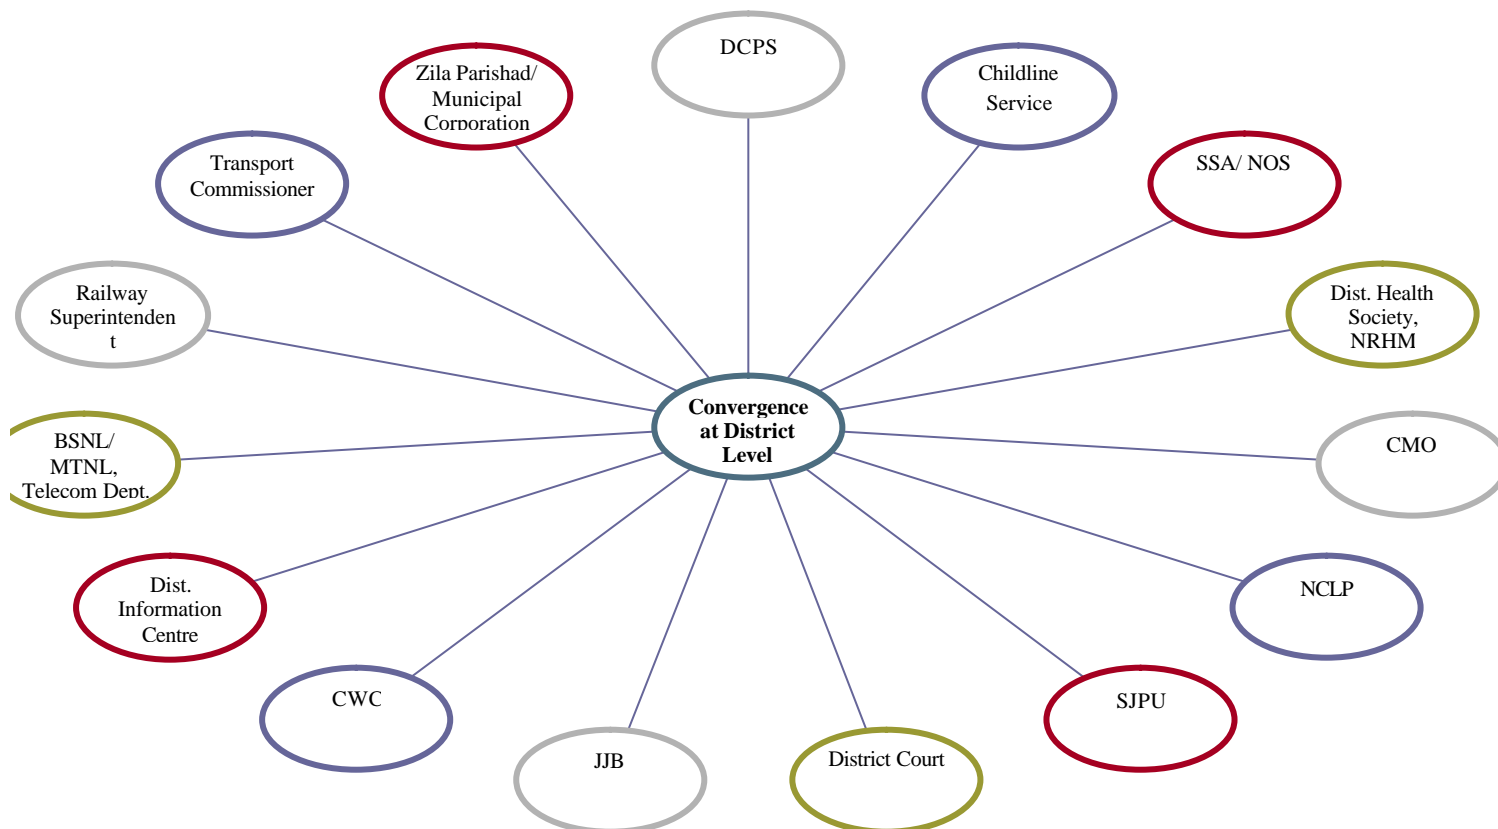 DCPS
Childline
Service
SSA/ NOS
Dist. Health
Society,
NRHM
CMO
NCLP
SJPU
District Court
JJB
CWC
Dist.
Information
Centre
BSNL/
MTNL,
Telecom Dept.
Railway
Superintenden
t
Transport
Commissioner
Zila Parishad/
Municipal
Corporation
Convergence
at District
Level